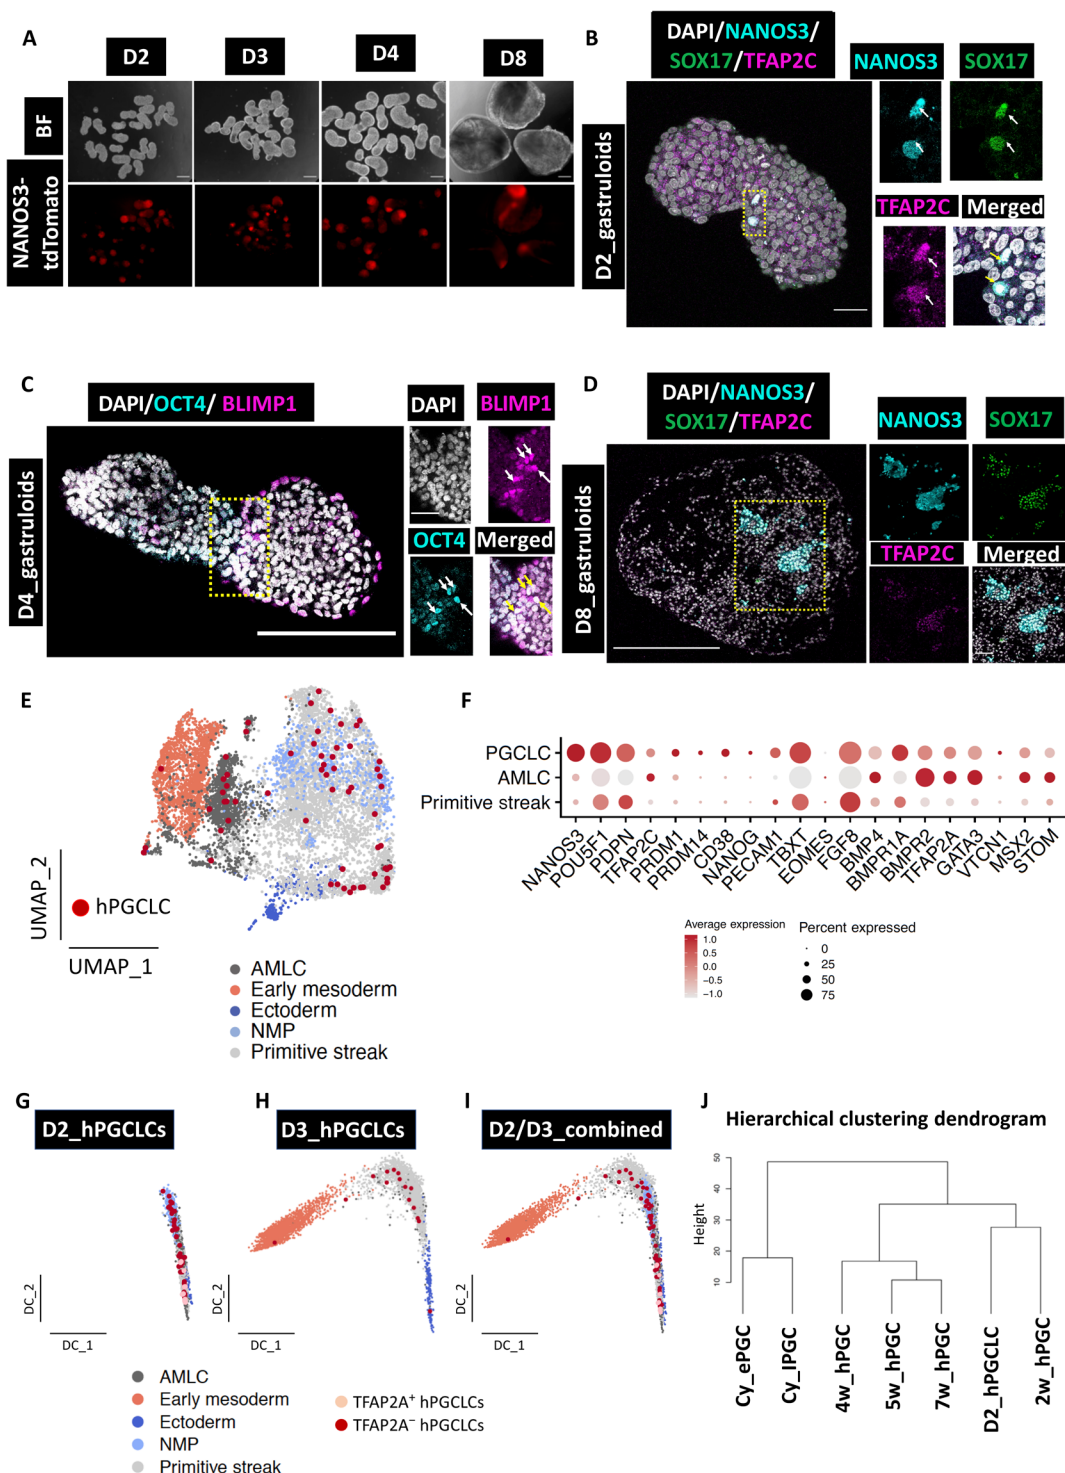 A
D2
D3
D4
D8
BF
NANOS3-
tdTomato
B
DAPI/NANOS3/
SOX17/TFAP2C
NANOS3
SOX17
TFAP2C
Merged
D2_gastruloids
C
DAPI/OCT4/ BLIMP1
DAPI
BLIMP1
OCT4
Merged
D4_gastruloids
D
DAPI/NANOS3/
SOX17/TFAP2C
NANOS3
SOX17
TFAP2C
Merged
D8_gastruloids
E
UMAP_2
hPGCLC
UMAP_1
AMLC
Early mesoderm
Ectoderm
NMP
Primitive streak
F
PGCLC
AMLC
Primitive streak
NANOS3
POU5F1
PDPN
TFAP2C
PRDM1
PRDM14
CD38
NANOG
PECAM1
TBXT
EOMES
FGF8
BMP4
BMPR1A
BMPR2
TFAP2A
GATA3
VTCN1
MSX2
STOM
Average expression
1.0
0.5
0.0
−0.5
−1.0
Percent expressed
0
25
50
75
G
D2_hPGCLCs
DC_2
DC_1
H
D3_hPGCLCs
DC_2
DC_1
I
D2/D3_combined
DC_2
DC_1
AMLC
Early mesoderm
Ectoderm
NMP
Primitive streak
TFAP2A⁺ hPGCLCs
TFAP2A⁻ hPGCLCs
J
Hierarchical clustering dendrogram
Height
50
40
30
20
10
Cy_ePGC
Cy_lPGC
4w_hPGC
5w_hPGC
7w_hPGC
D2_hPGCLC
2w_hPGC